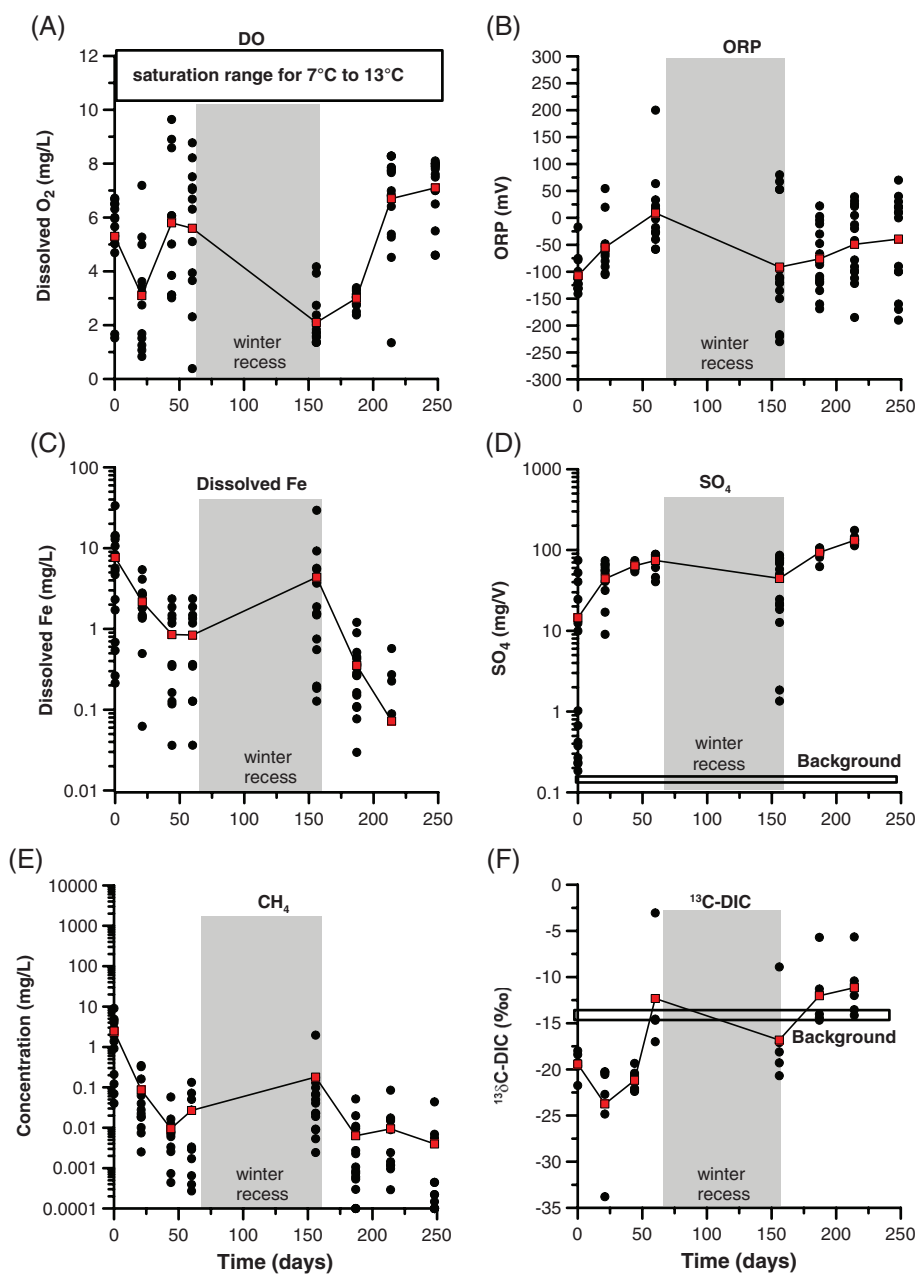 (A)
DO
saturation range for 7°C to 13°C
12
10
8
6
4
2
0
Dissolved O₂ (mg/L)
winter
recess
0 50 100 150 200 250
(B)
ORP
300
250
200
150
100
50
0
-50
-100
-150
-200
-250
-300
ORP (mV)
winter
recess
0 50 100 150 200 250
(C)
Dissolved Fe
100
10
1
0.1
0.01
Dissolved Fe (mg/L)
winter
recess
0 50 100 150 200 250
(D)
SO₄
1000
100
10
1
0.1
SO₄ (mg/V)
winter
recess
Background
0 50 100 150 200 250
(E)
CH₄
10000
1000
100
10
1
0.1
0.01
0.001
0.0001
Concentration (mg/L)
winter
recess
0 50 100 150 200 250
Time (days)
(F)
¹³C-DIC
0
-5
-10
-15
-20
-25
-30
-35
¹³δC-DIC (‰)
Background
winter
recess
0 50 100 150 200 250
Time (days)